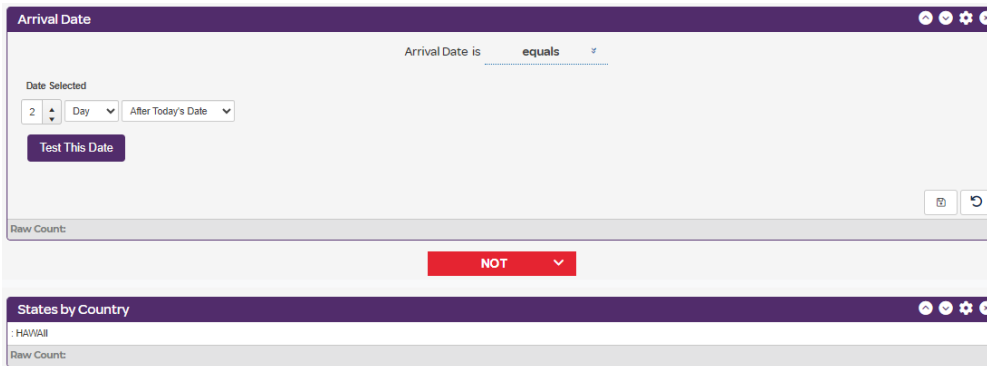 Arrival Date
Arrival Date is equals
Date Selected
2 Day After Today's Date
Test This Date
Raw Count:
NOT
States by Country
: HAWAII
Raw Count: